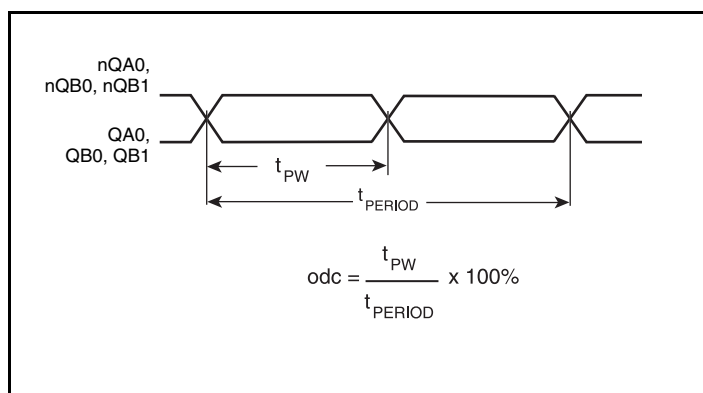 nQA0,
nQB0, nQB1
QA0,
QB0, QB1
tPW
tPERIOD
odc = tPW / tPERIOD x 100%